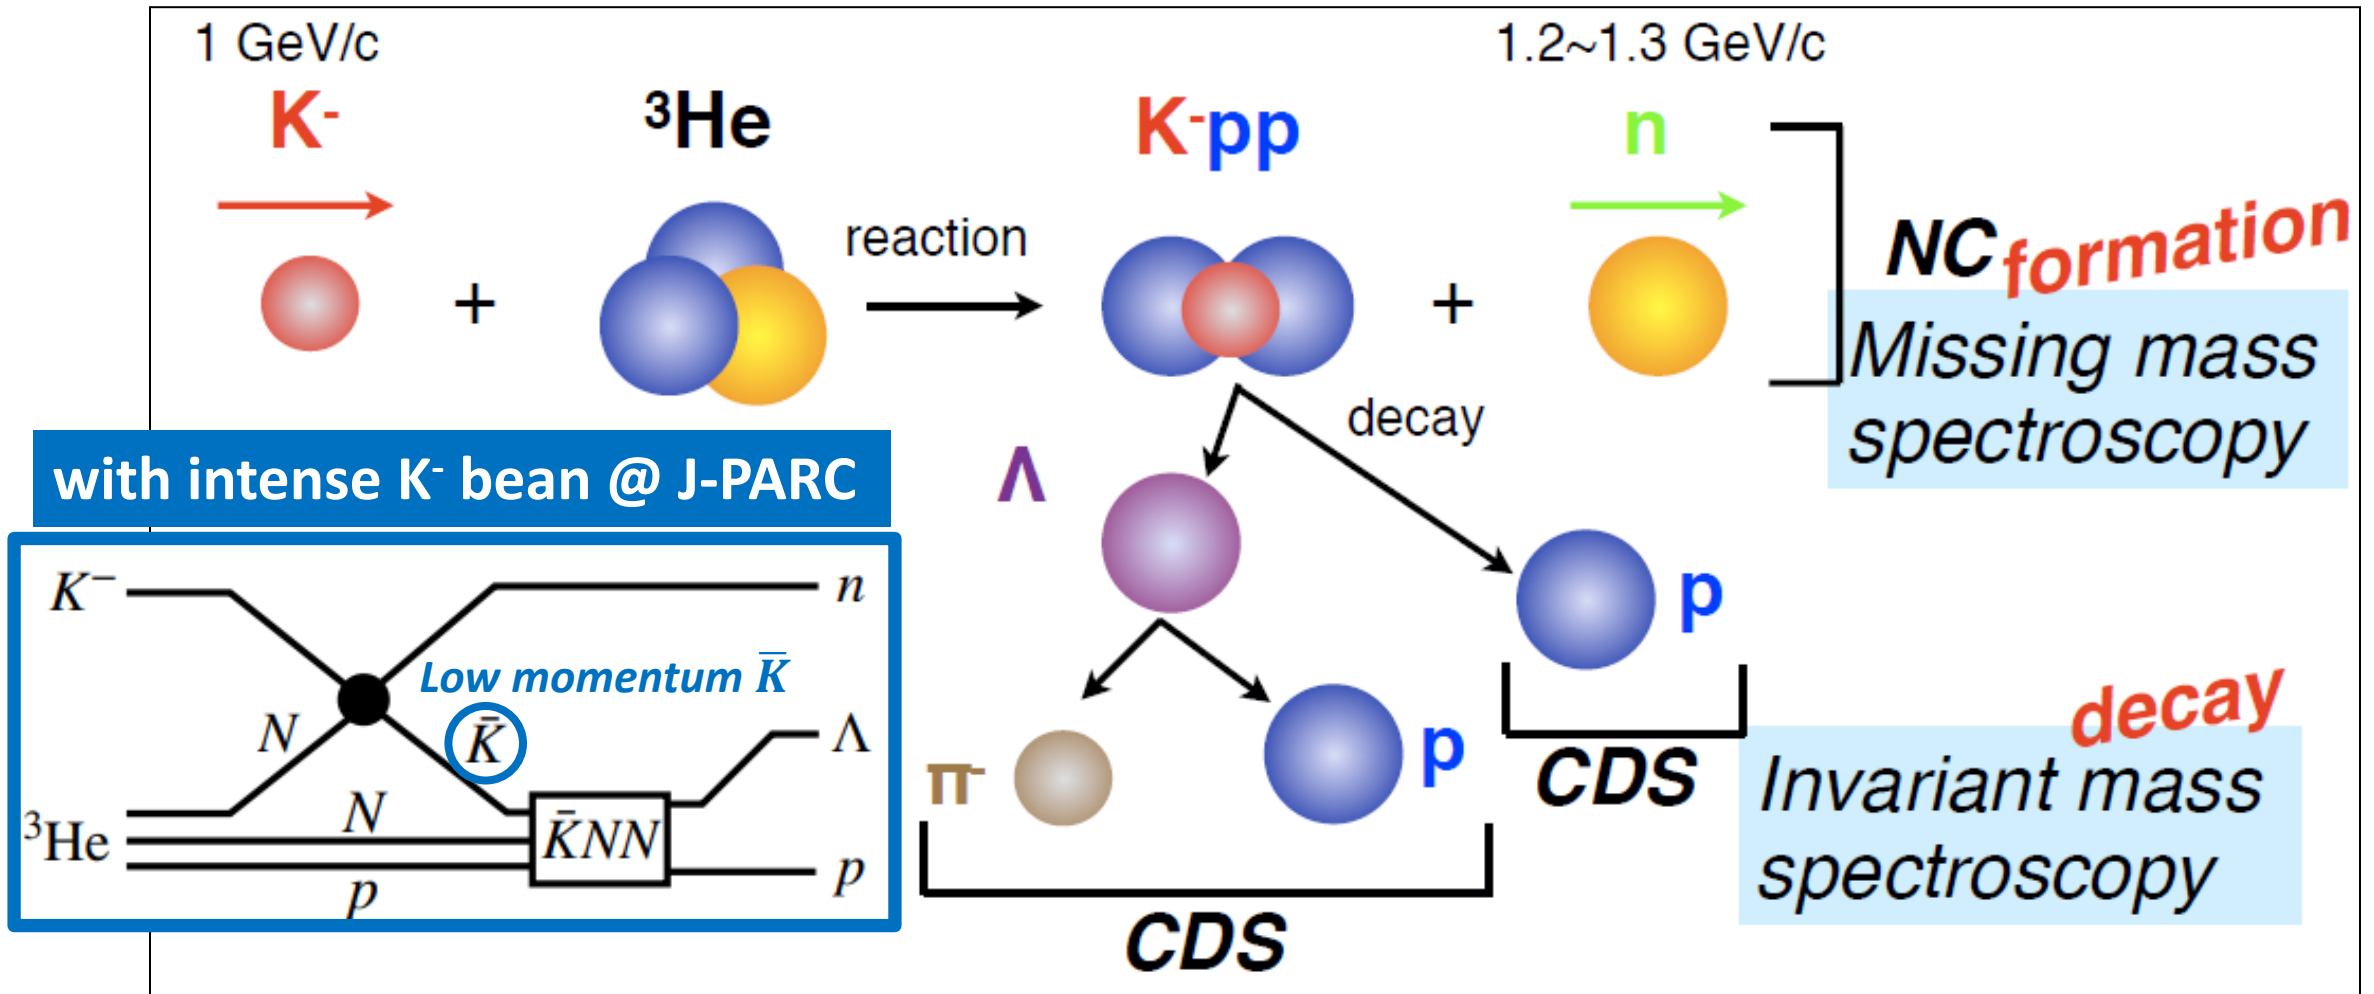 1 GeV/c
1.2~1.3 GeV/c
K-
³He
K-pp
n
reaction
+
+
NC formation
Missing mass
spectroscopy
decay
Λ
p
π-
p
CDS
CDS
decay
Invariant mass
spectroscopy
with intense K- bean @ J-PARC
K−
n
Low momentum K̄
N
K̄
Λ
³He
N
K̄NN
p
p